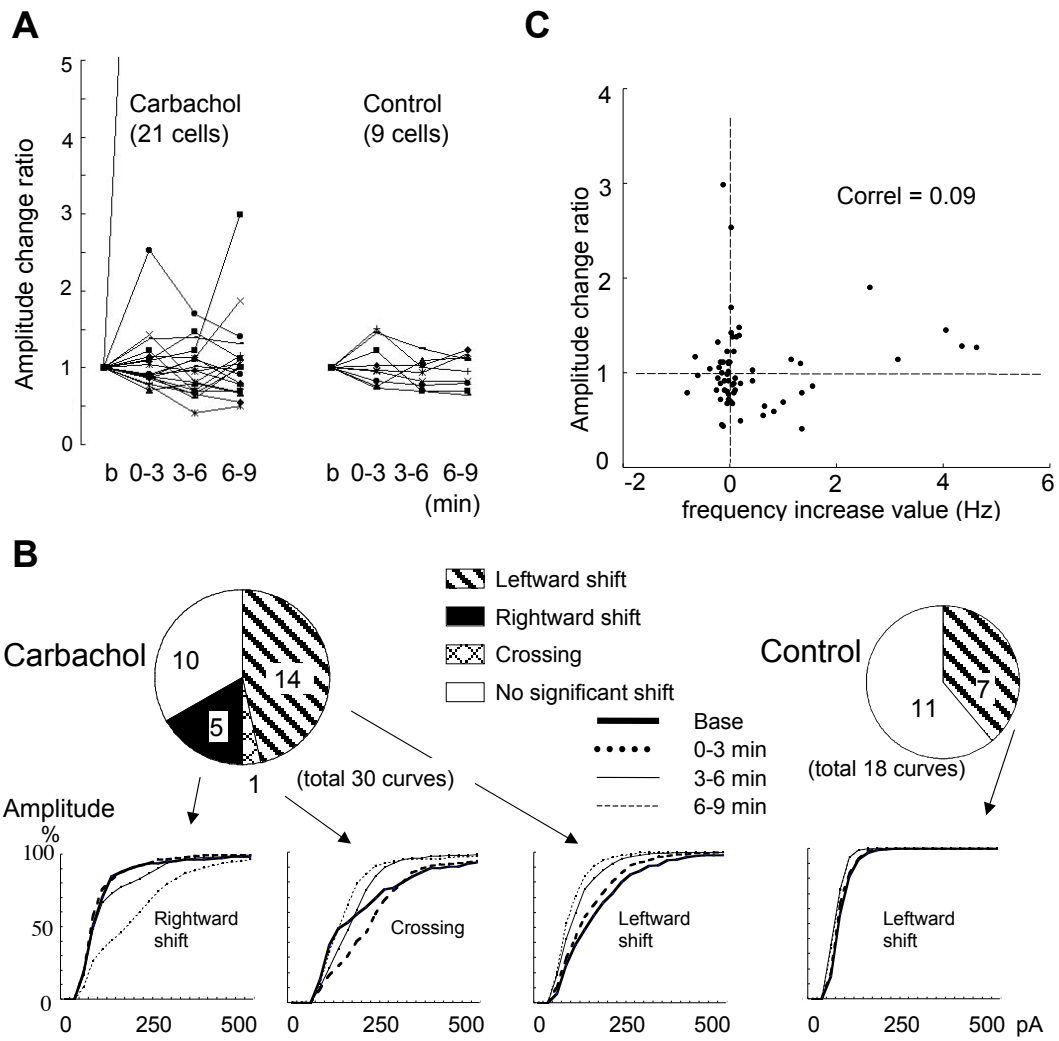 A
5
4
3
2
1
0
Amplitude change ratio
Carbachol
(21 cells)
Control
(9 cells)
b 0-3 3-6 6-9
b 0-3 3-6 6-9
(min)
C
4
3
2
1
0
Amplitude change ratio
Correl = 0.09
-2 0 2 4 6
frequency increase value (Hz)
B
Carbachol
10
14
5
1
(total 30 curves)
Leftward shift
Rightward shift
Crossing
No significant shift
Base
0-3 min
3-6 min
6-9 min
Control
11
7
(total 18 curves)
Amplitude
%
100
50
0
Rightward
shift
0 250 500
Crossing
0 250 500
Leftward
shift
0 250 500
Leftward
shift
0 250 500 pA